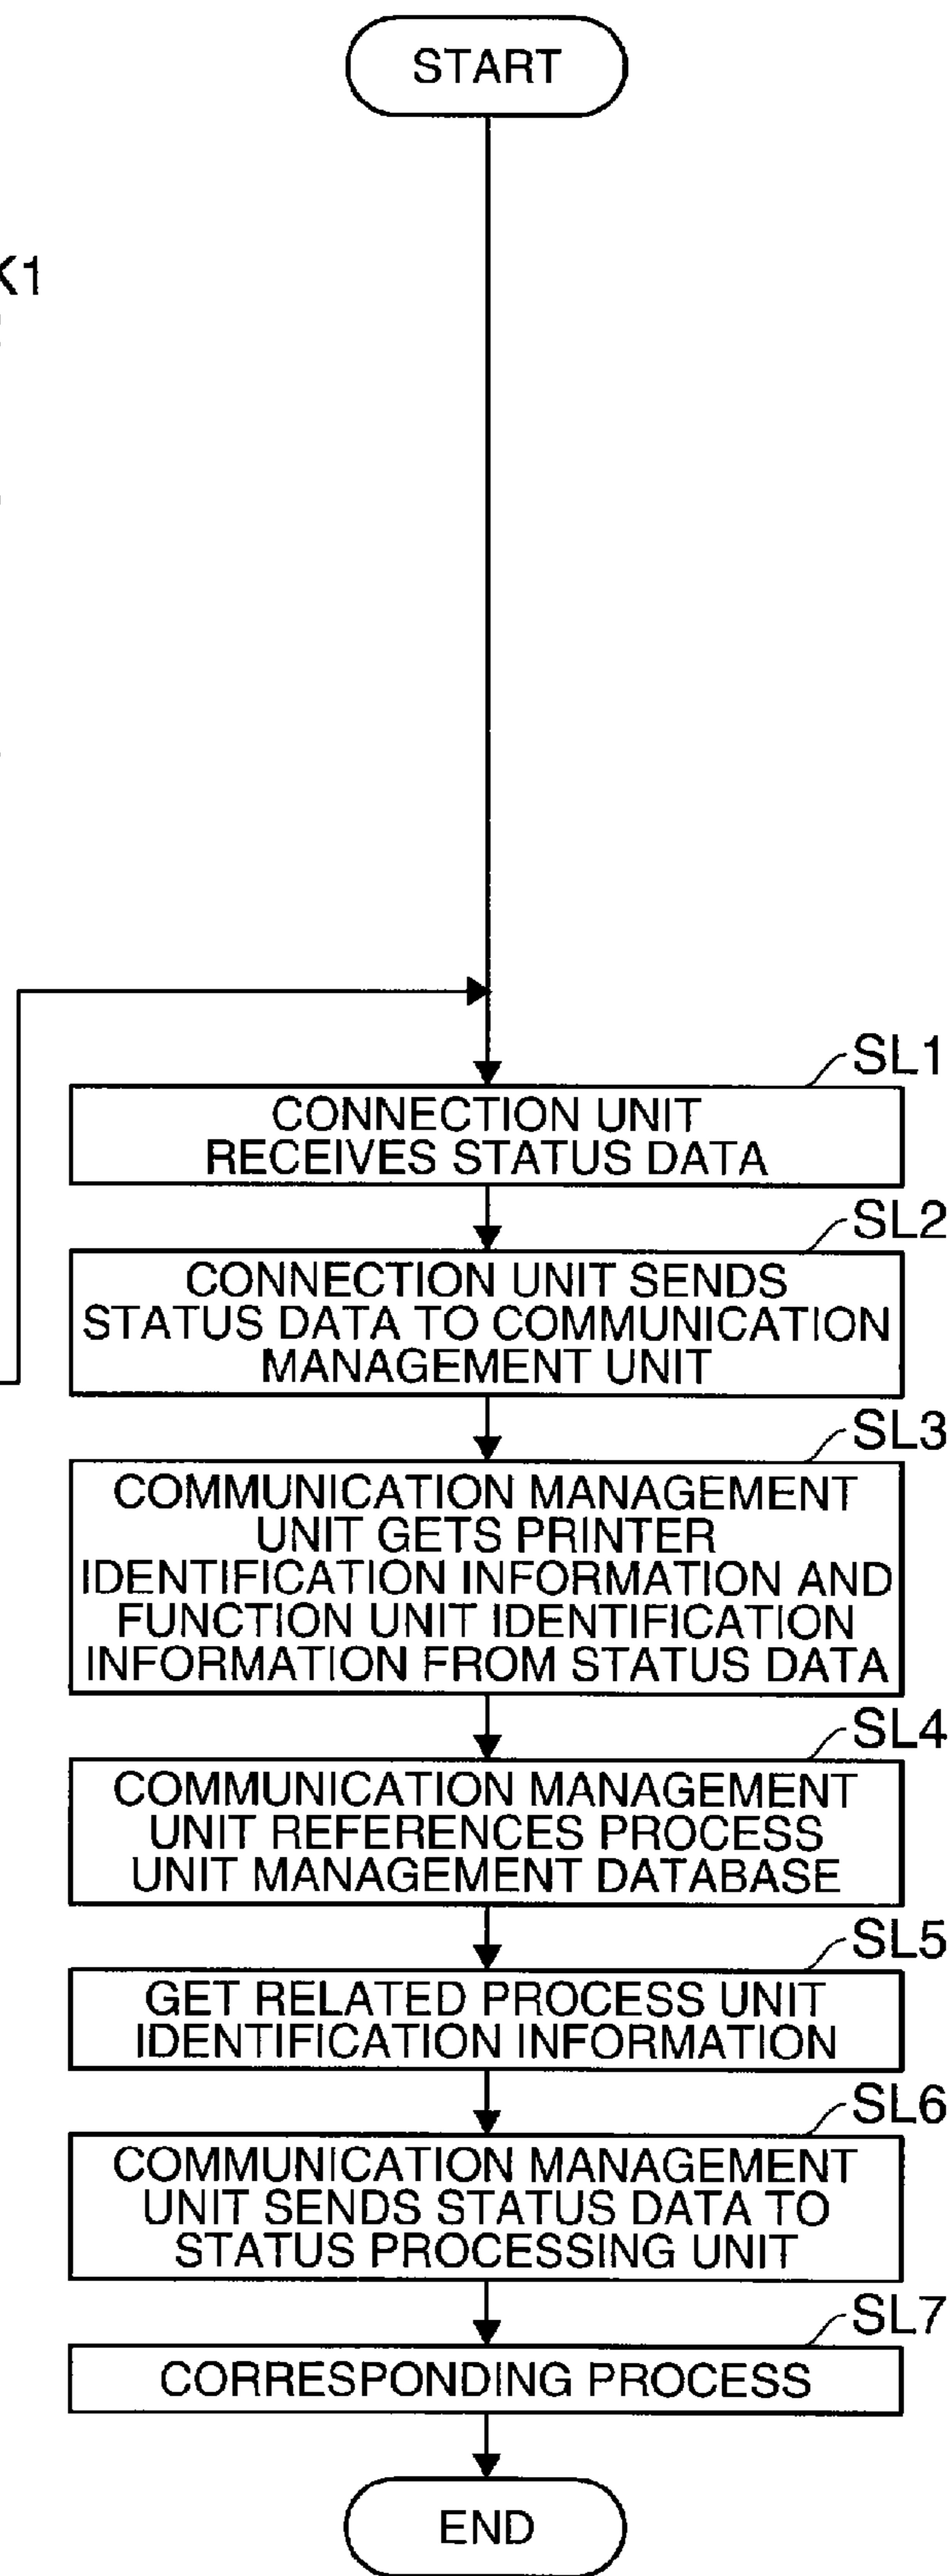 START
K1
SL1
CONNECTION UNIT
RECEIVES STATUS DATA
SL2
CONNECTION UNIT SENDS
STATUS DATA TO COMMUNICATION
MANAGEMENT UNIT
SL3
COMMUNICATION MANAGEMENT
UNIT GETS PRINTER
IDENTIFICATION INFORMATION AND
FUNCTION UNIT IDENTIFICATION
INFORMATION FROM STATUS DATA
SL4
COMMUNICATION MANAGEMENT
UNIT REFERENCES PROCESS
UNIT MANAGEMENT DATABASE
SL5
GET RELATED PROCESS UNIT
IDENTIFICATION INFORMATION
SL6
COMMUNICATION MANAGEMENT
UNIT SENDS STATUS DATA TO
STATUS PROCESSING UNIT
SL7
CORRESPONDING PROCESS
END